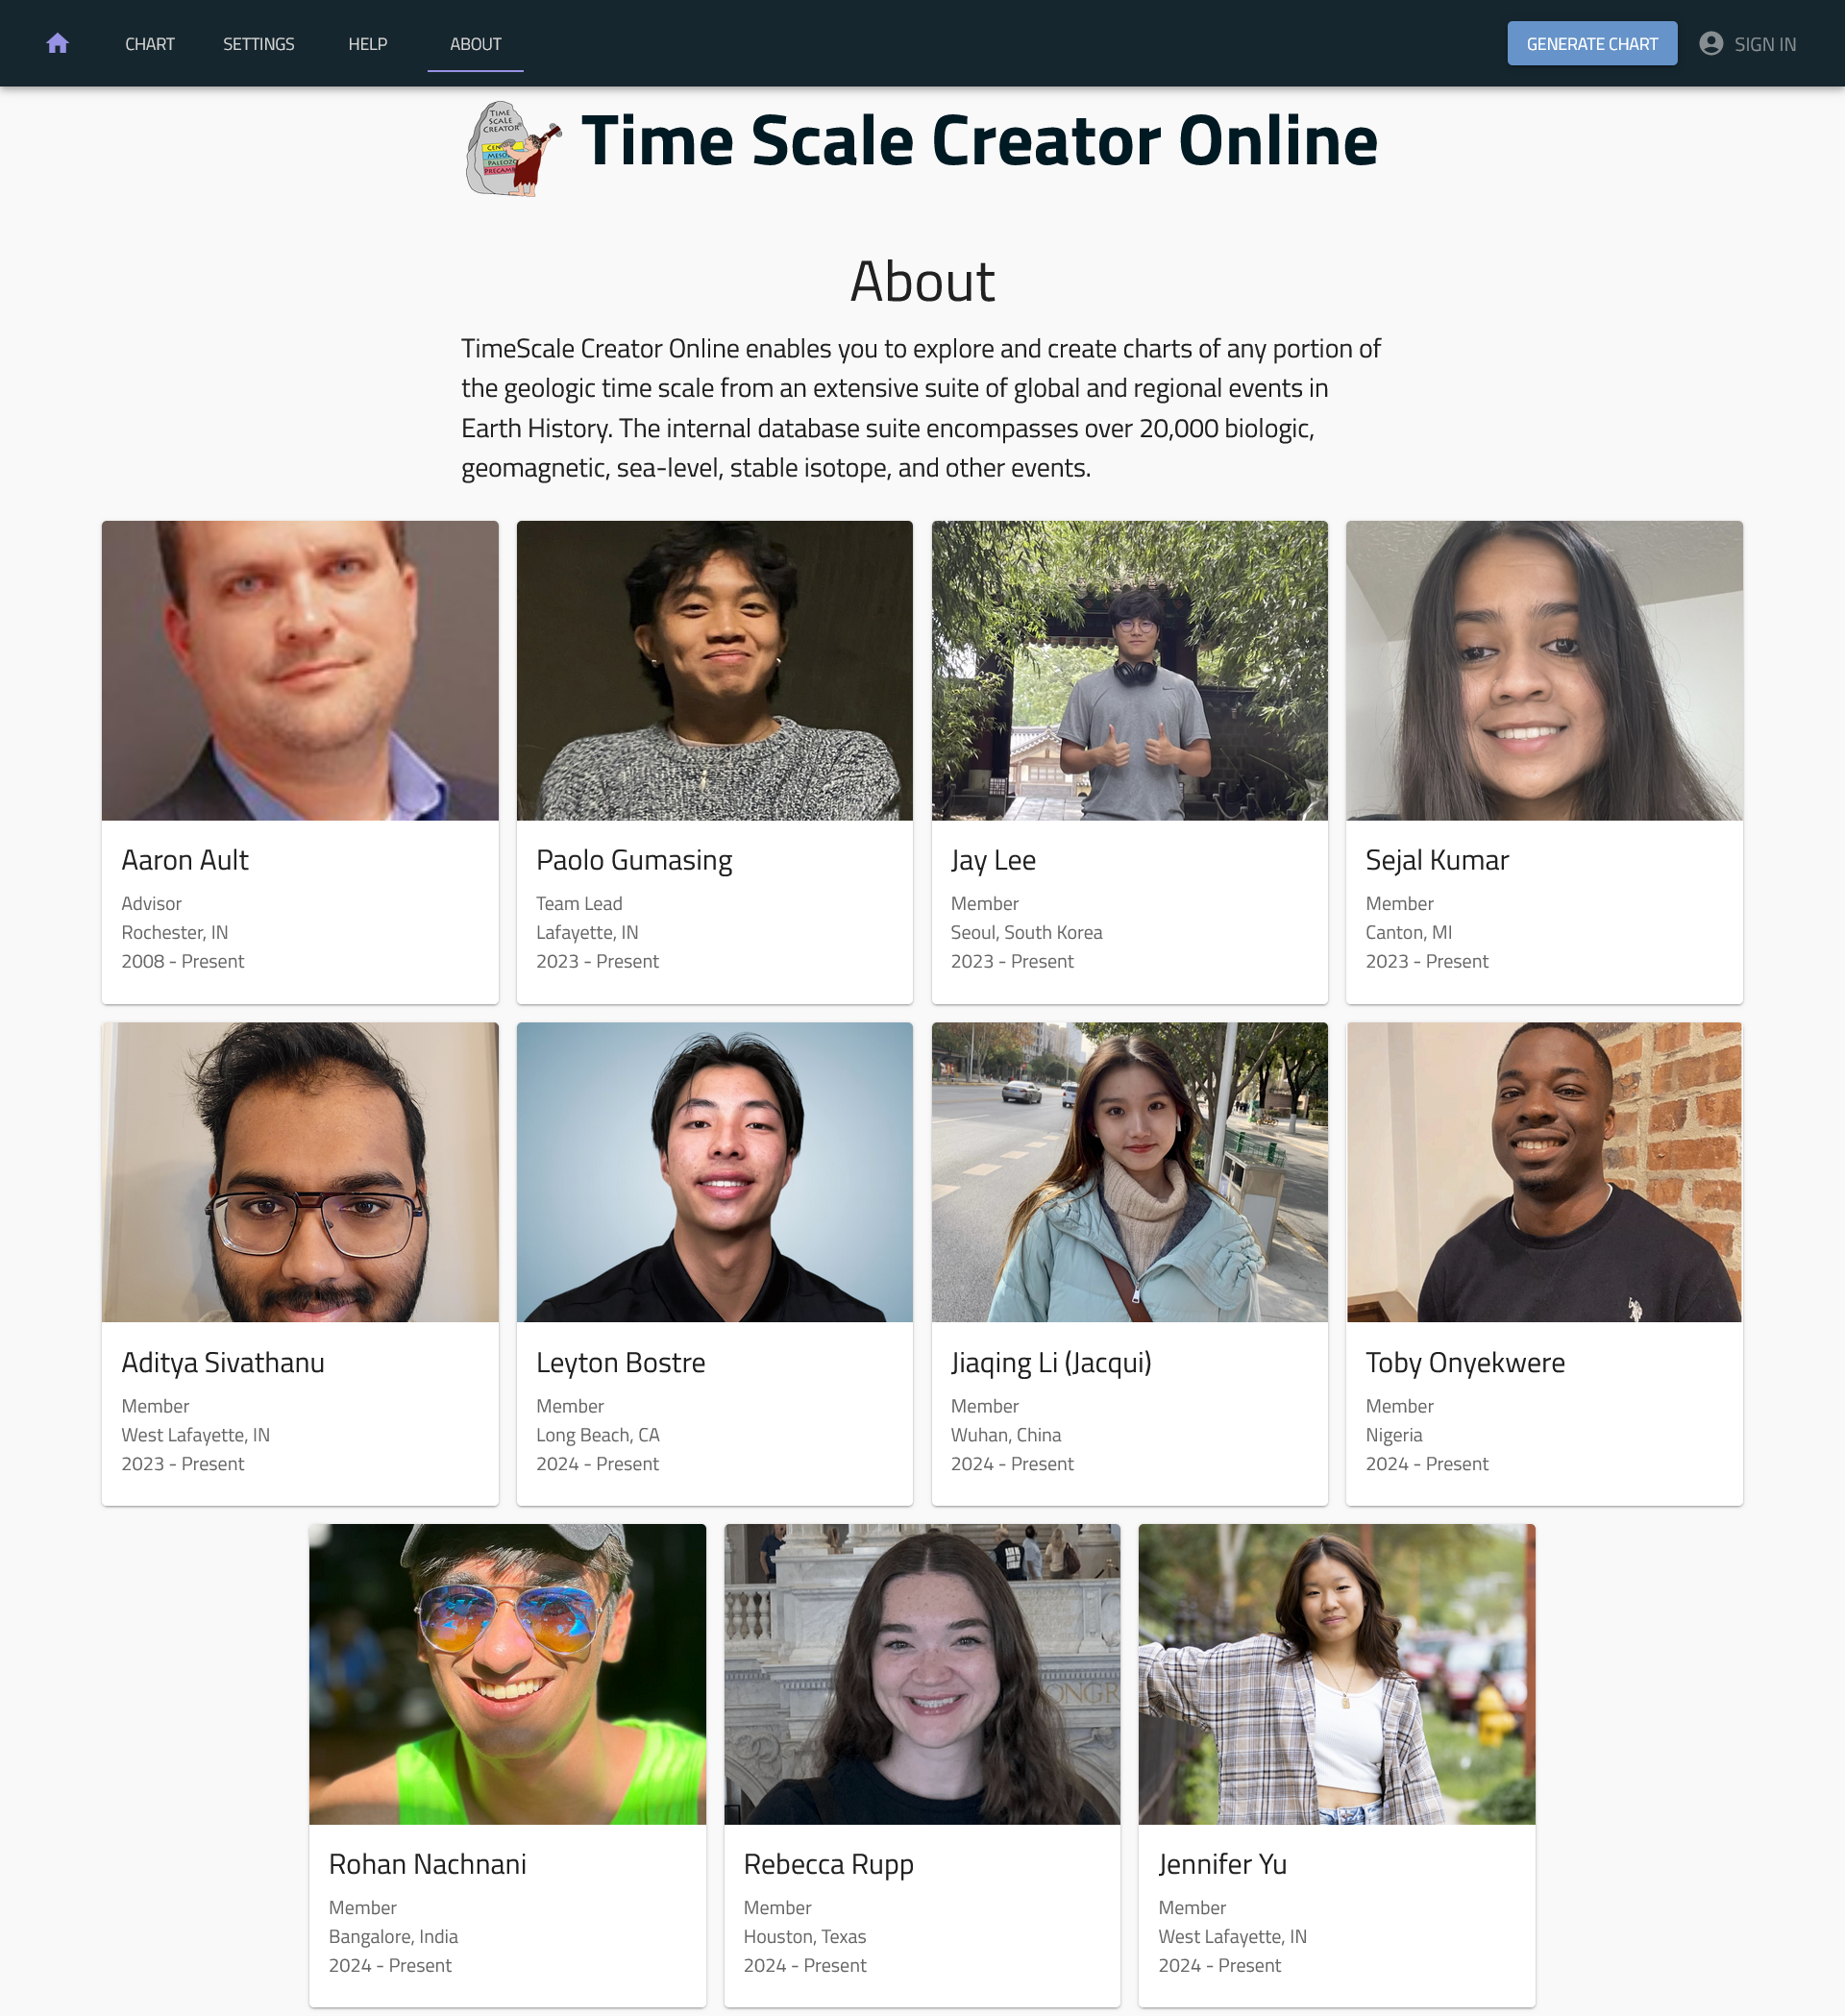 CHART
SETTINGS
HELP
ABOUT
GENERATE CHART
SIGN IN
TIME
SCALE
CREATOR
Time Scale Creator Online
About
TimeScale Creator Online enables you to explore and create charts of any portion of
the geologic time scale from an extensive suite of global and regional events in
Earth History. The internal database suite encompasses over 20,000 biologic,
geomagnetic, sea-level, stable isotope, and other events.
Aaron Ault
Advisor
Rochester, IN
2008 - Present
Paolo Gumasing
Team Lead
Lafayette, IN
2023 - Present
Jay Lee
Member
Seoul, South Korea
2023 - Present
Sejal Kumar
Member
Canton, MI
2023 - Present
Aditya Sivathanu
Member
West Lafayette, IN
2023 - Present
Leyton Bostre
Member
Long Beach, CA
2024 - Present
Jiaqing Li (Jacqui)
Member
Wuhan, China
2024 - Present
Toby Onyekwere
Member
Nigeria
2024 - Present
Rohan Nachnani
Member
Bangalore, India
2024 - Present
Rebecca Rupp
Member
Houston, Texas
2024 - Present
Jennifer Yu
Member
West Lafayette, IN
2024 - Present